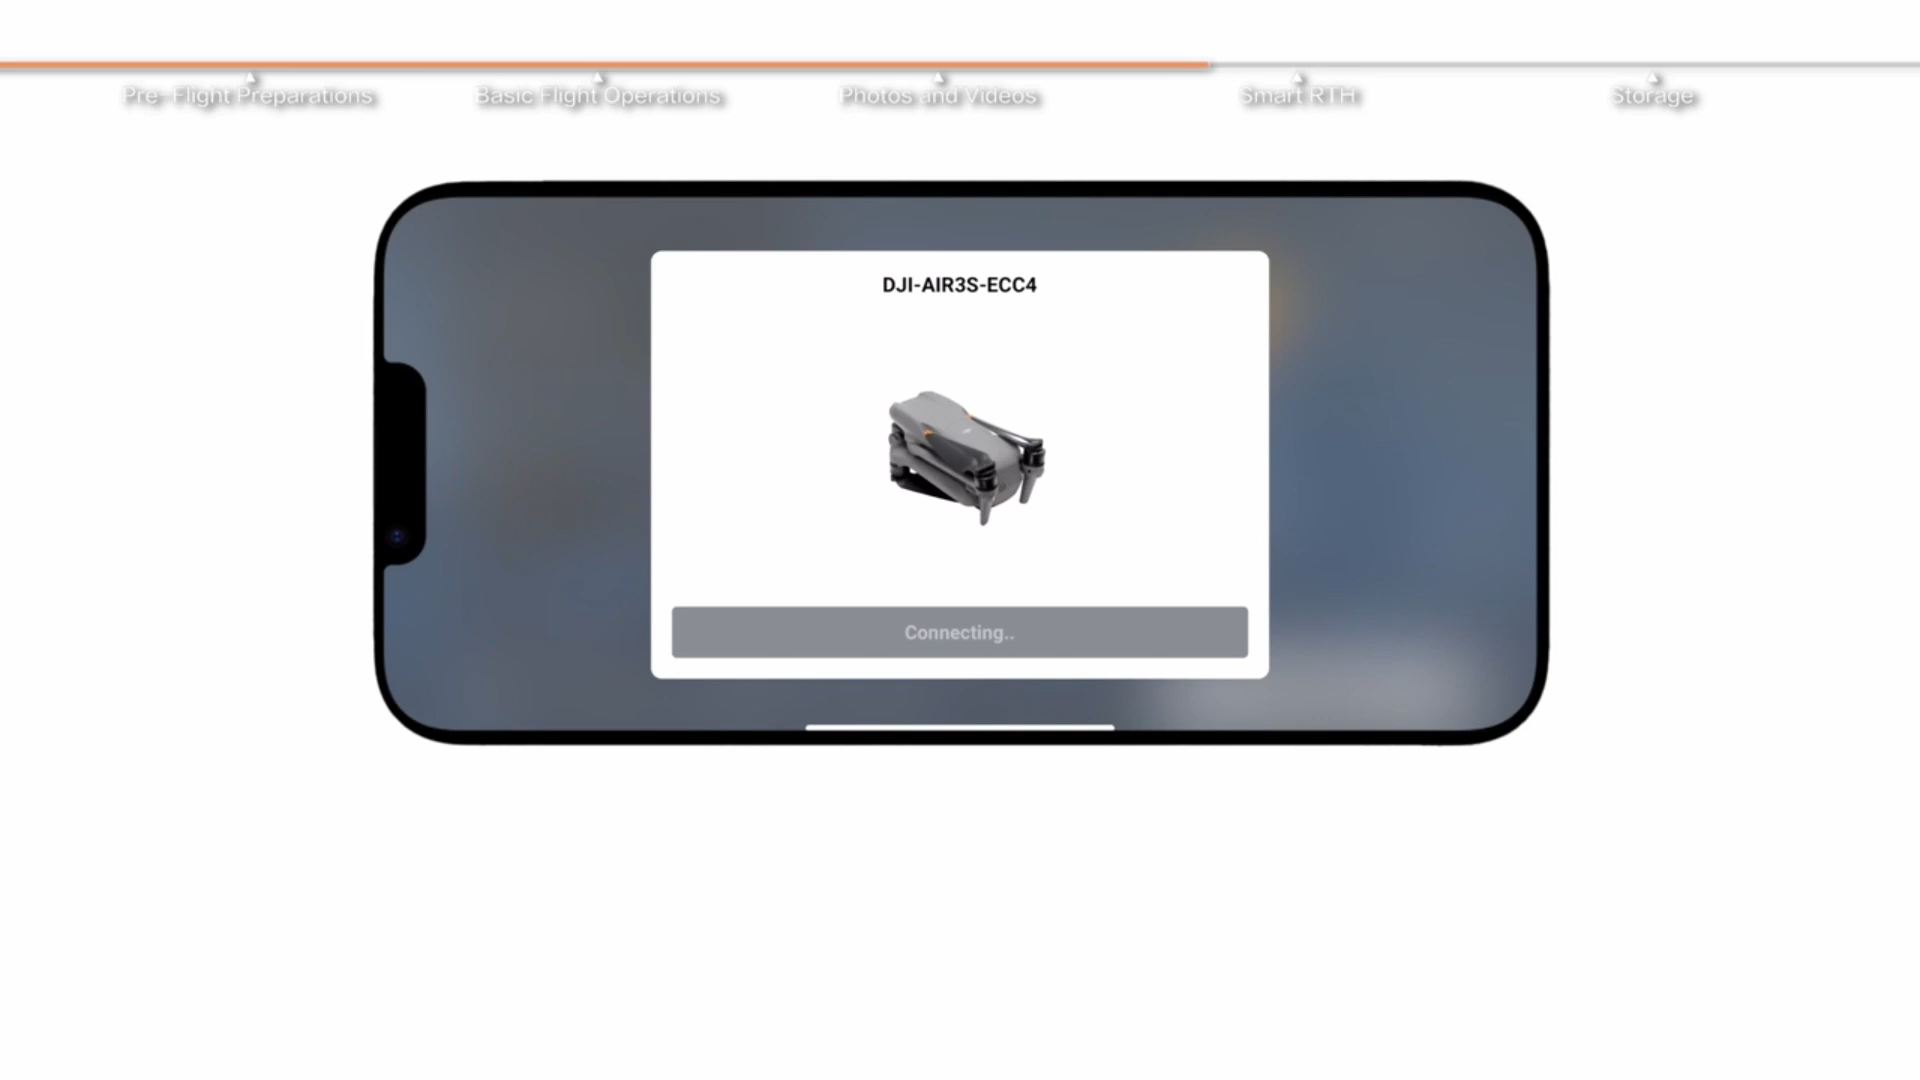 Pre-Flight Preparations
Basic Flight Operations
Photos and Videos
Smart RTH
Storage
DJI-AIR3S-ECC4
Connecting..